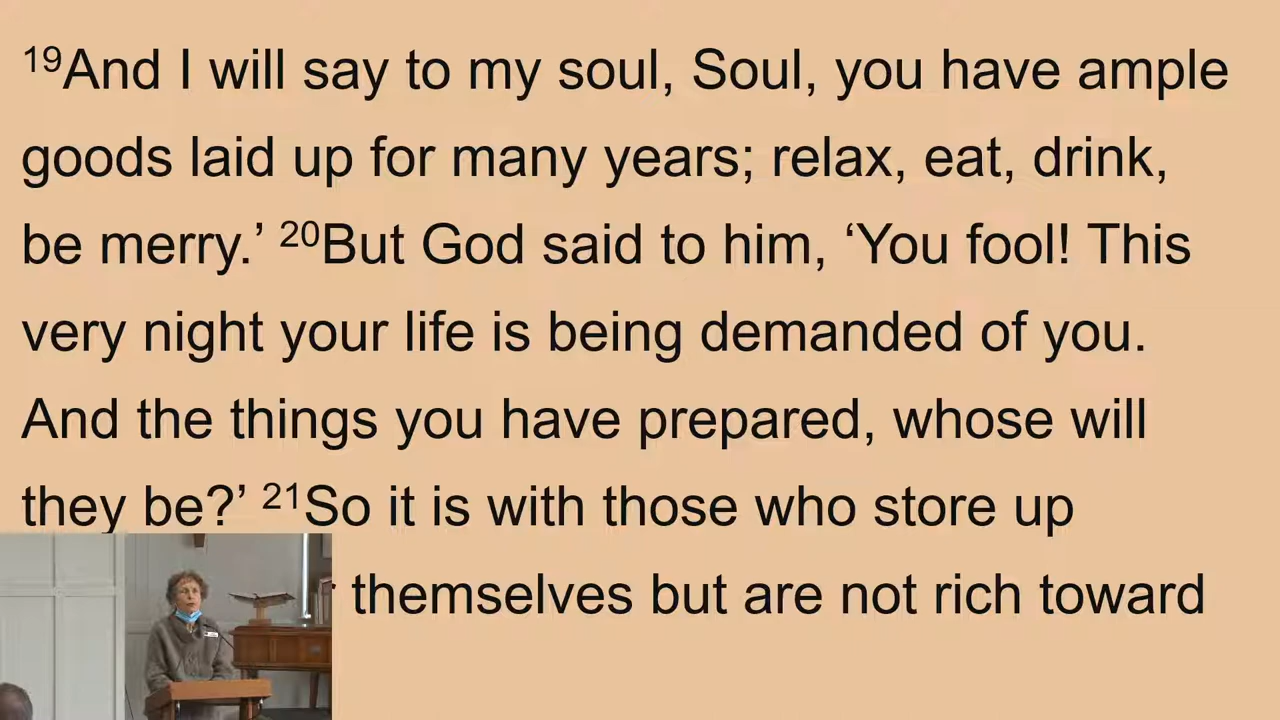 ¹⁹And I will say to my soul, Soul, you have ample
goods laid up for many years; relax, eat, drink,
be merry.’ ²⁰But God said to him, ‘You fool! This
very night your life is being demanded of you.
And the things you have prepared, whose will
they be?’ ²¹So it is with those who store up
themselves but are not rich toward